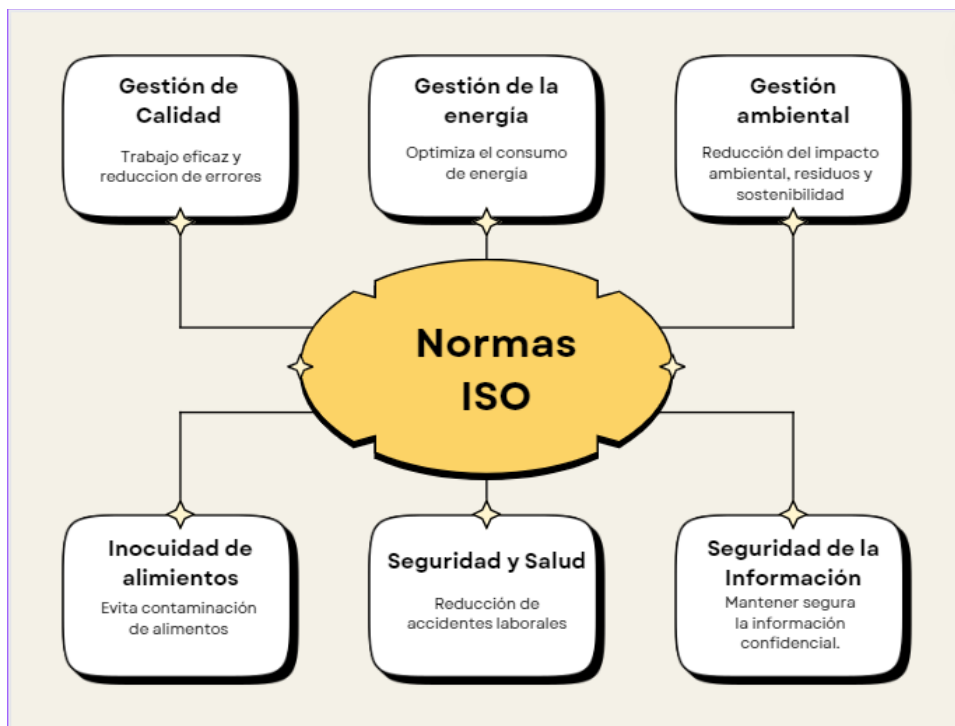 Gestión de
Calidad
Trabajo eficaz y
reduccion de errores
Gestión de la
energía
Optimiza el consumo
de energía
Gestión
ambiental
Reducción del impacto
ambiental, residuos y
sostenibilidad
Normas
ISO
Inocuidad de
alimientos
Evita contaminación
de alimentos
Seguridad y Salud
Reducción de
accidentes laborales
Seguridad de la
Información
Mantener segura
la información
confidencial.